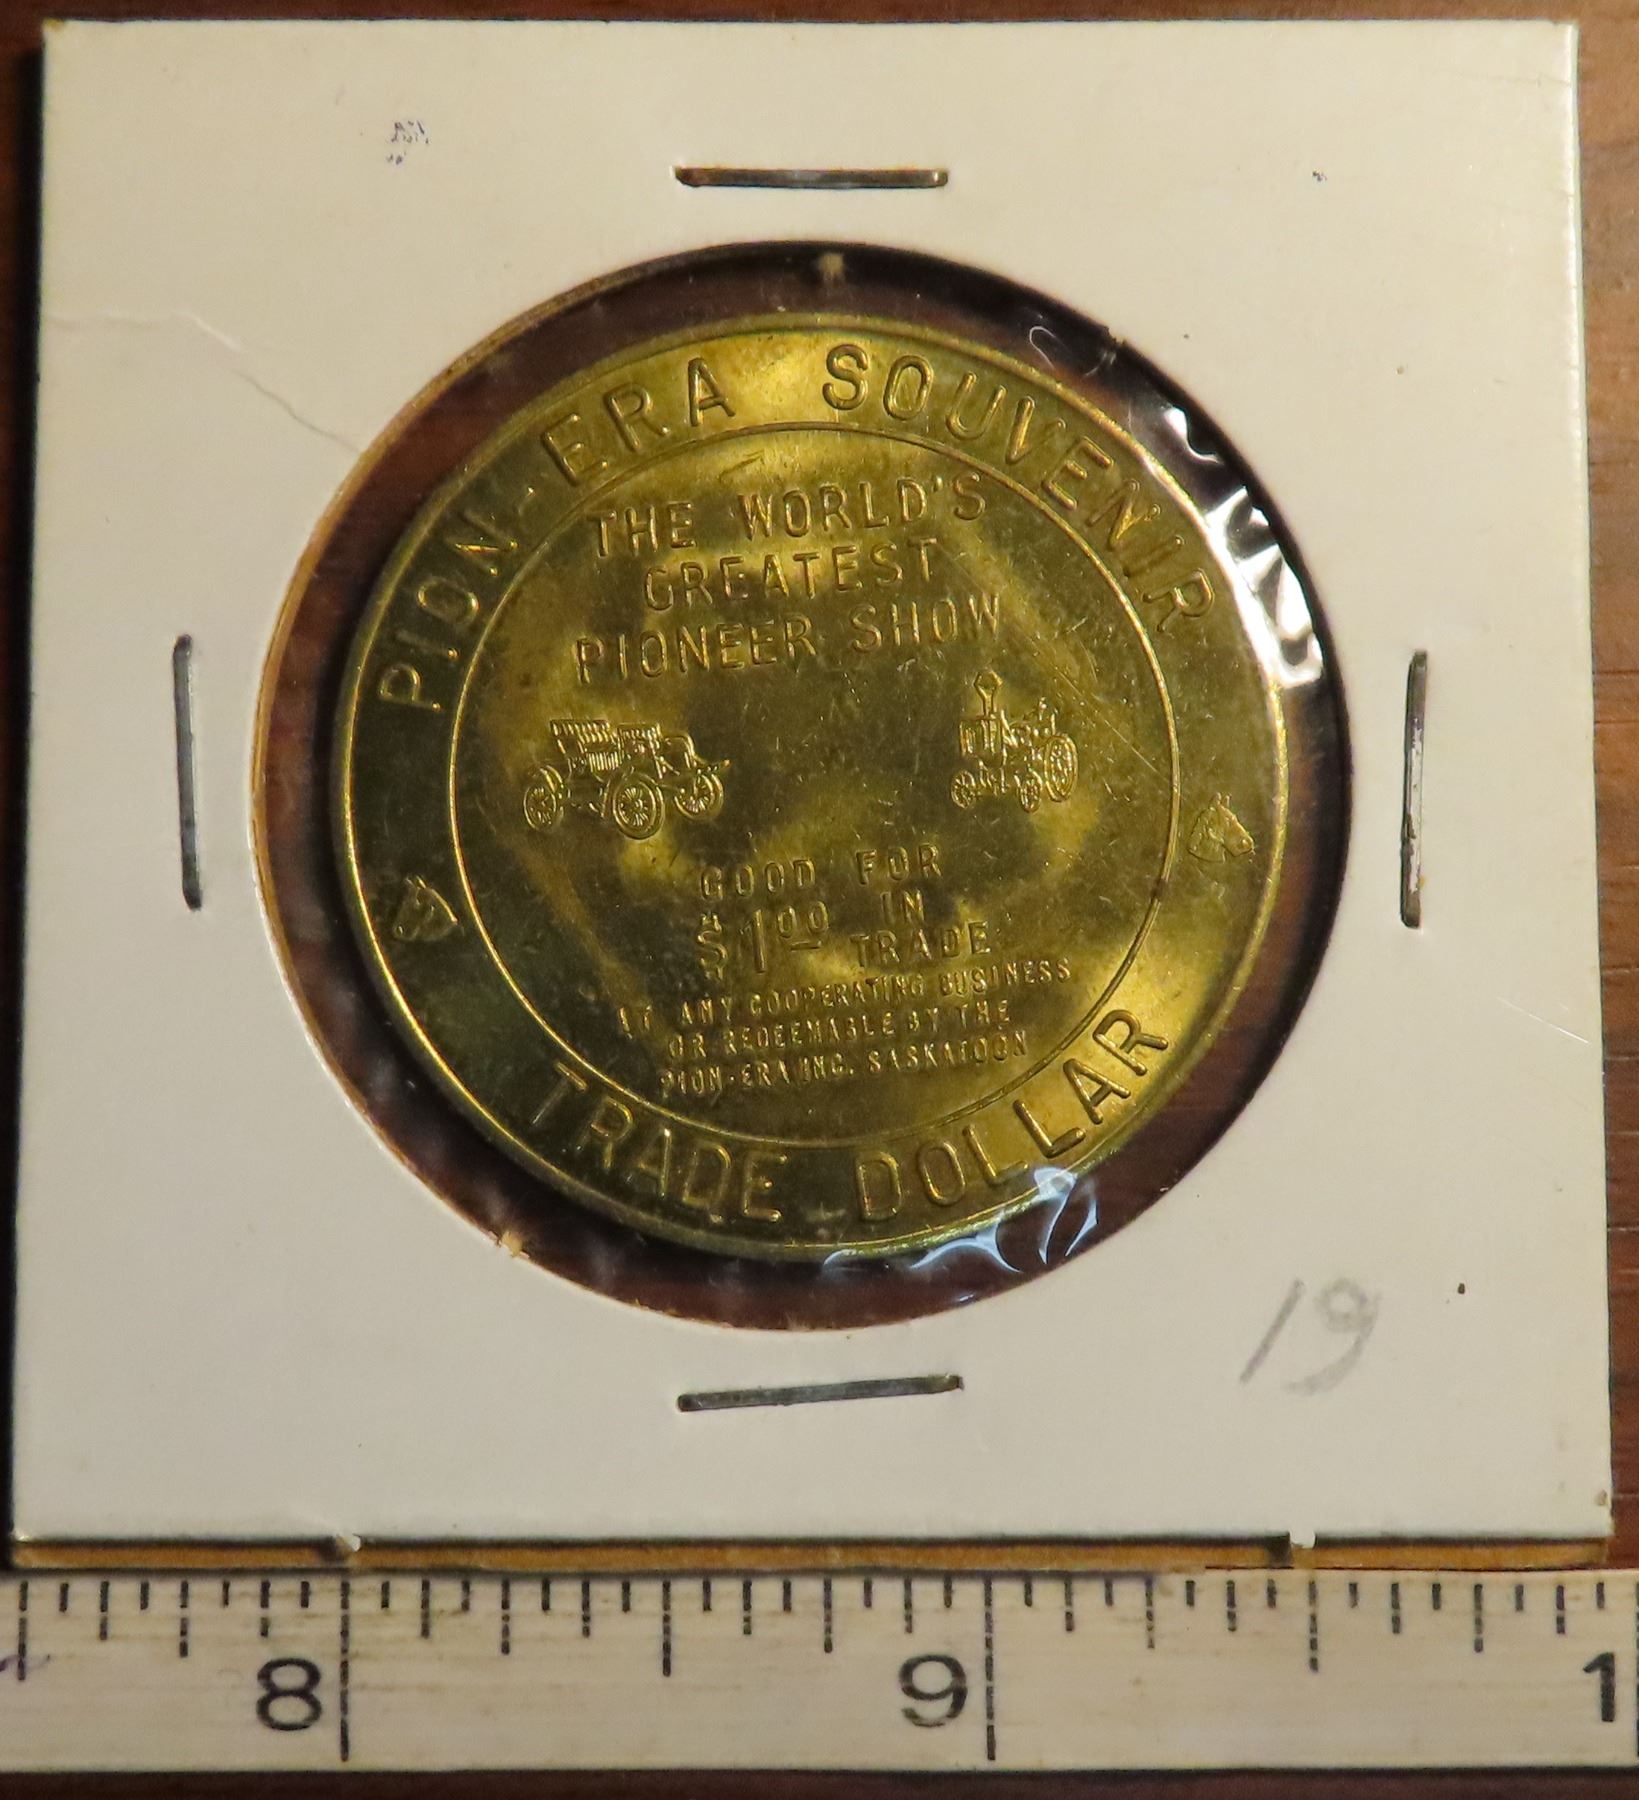 PION-ERA SOUVENIR
THE WORLD'S
GREATEST
PIONEER SHOW
GOOD FOR
$1.00 IN
TRADE
AT ANY COOPERATING BUSINESS
OR REDEEMABLE BY THE
PION-ERA INC. SASKATOON
TRADE DOLLAR
19
8 9 1